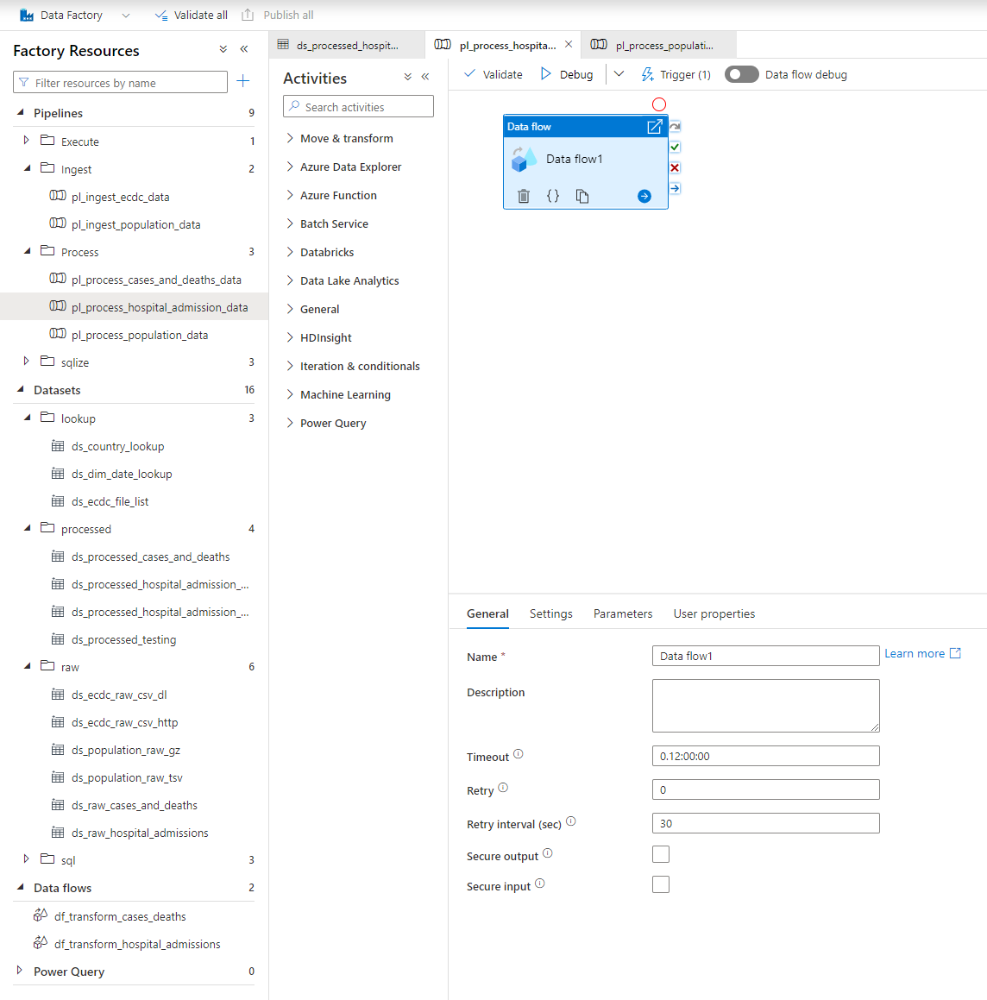 Data Factory
Validate all
Publish all
Factory Resources
Filter resources by name
Pipelines 9
Execute 1
Ingest 2
pl_ingest_ecdc_data
pl_ingest_population_data
Process 3
pl_process_cases_and_deaths_data
pl_process_hospital_admission_data
pl_process_population_data
sqlize 3
Datasets 16
lookup 3
ds_country_lookup
ds_dim_date_lookup
ds_ecdc_file_list
processed 4
ds_processed_cases_and_deaths
ds_processed_hospital_admission_...
ds_processed_hospital_admission_...
ds_processed_testing
raw 6
ds_ecdc_raw_csv_dl
ds_ecdc_raw_csv_http
ds_population_raw_gz
ds_population_raw_tsv
ds_raw_cases_and_deaths
ds_raw_hospital_admissions
sql 3
Data flows 2
df_transform_cases_deaths
df_transform_hospital_admissions
Power Query 0
ds_processed_hospit...
pl_process_hospita...
pl_process_populati...
Activities
Search activities
Move & transform
Azure Data Explorer
Azure Function
Batch Service
Databricks
Data Lake Analytics
General
HDInsight
Iteration & conditionals
Machine Learning
Power Query
Validate
Debug
Trigger (1)
Data flow debug
Data flow
Data flow1
{}
General
Settings
Parameters
User properties
Name * Data flow1
Learn more
Description
Timeout 0.12:00:00
Retry 0
Retry interval (sec) 30
Secure output
Secure input